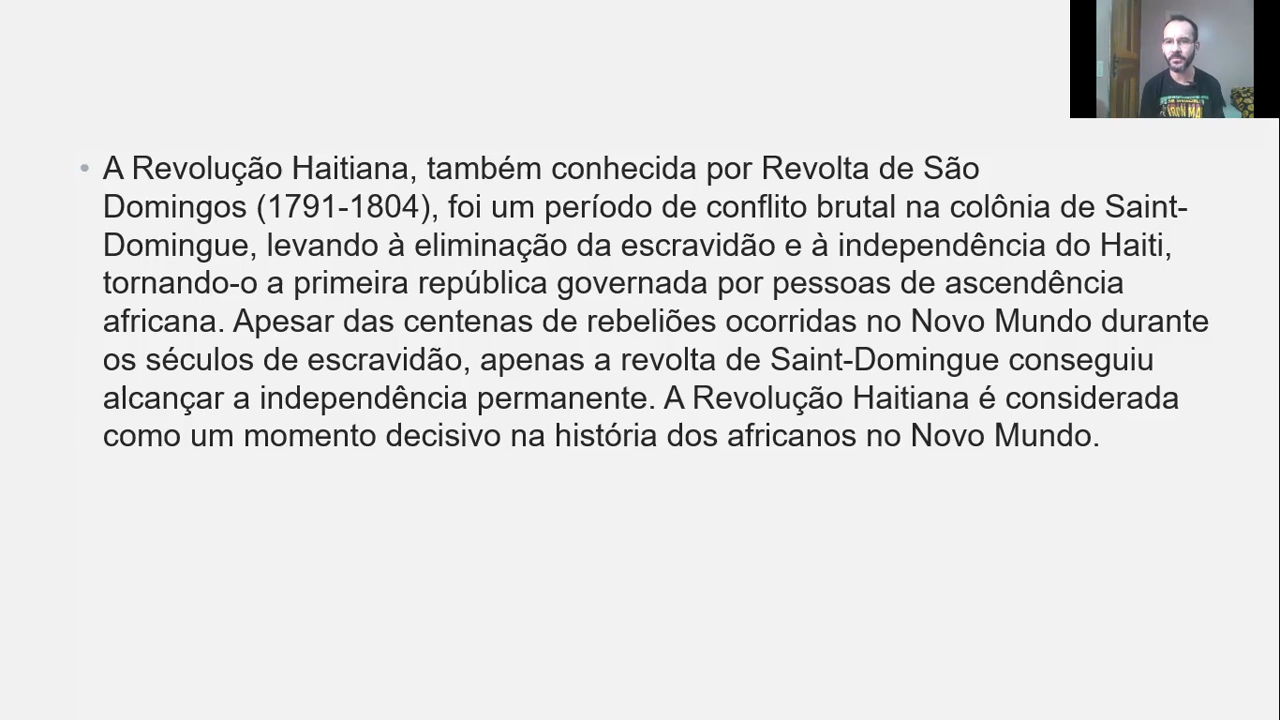 • A Revolução Haitiana, também conhecida por Revolta de São
Domingos (1791-1804), foi um período de conflito brutal na colônia de Saint-
Domingue, levando à eliminação da escravidão e à independência do Haiti,
tornando-o a primeira república governada por pessoas de ascendência
africana. Apesar das centenas de rebeliões ocorridas no Novo Mundo durante
os séculos de escravidão, apenas a revolta de Saint-Domingue conseguiu
alcançar a independência permanente. A Revolução Haitiana é considerada
como um momento decisivo na história dos africanos no Novo Mundo.
IRON MA